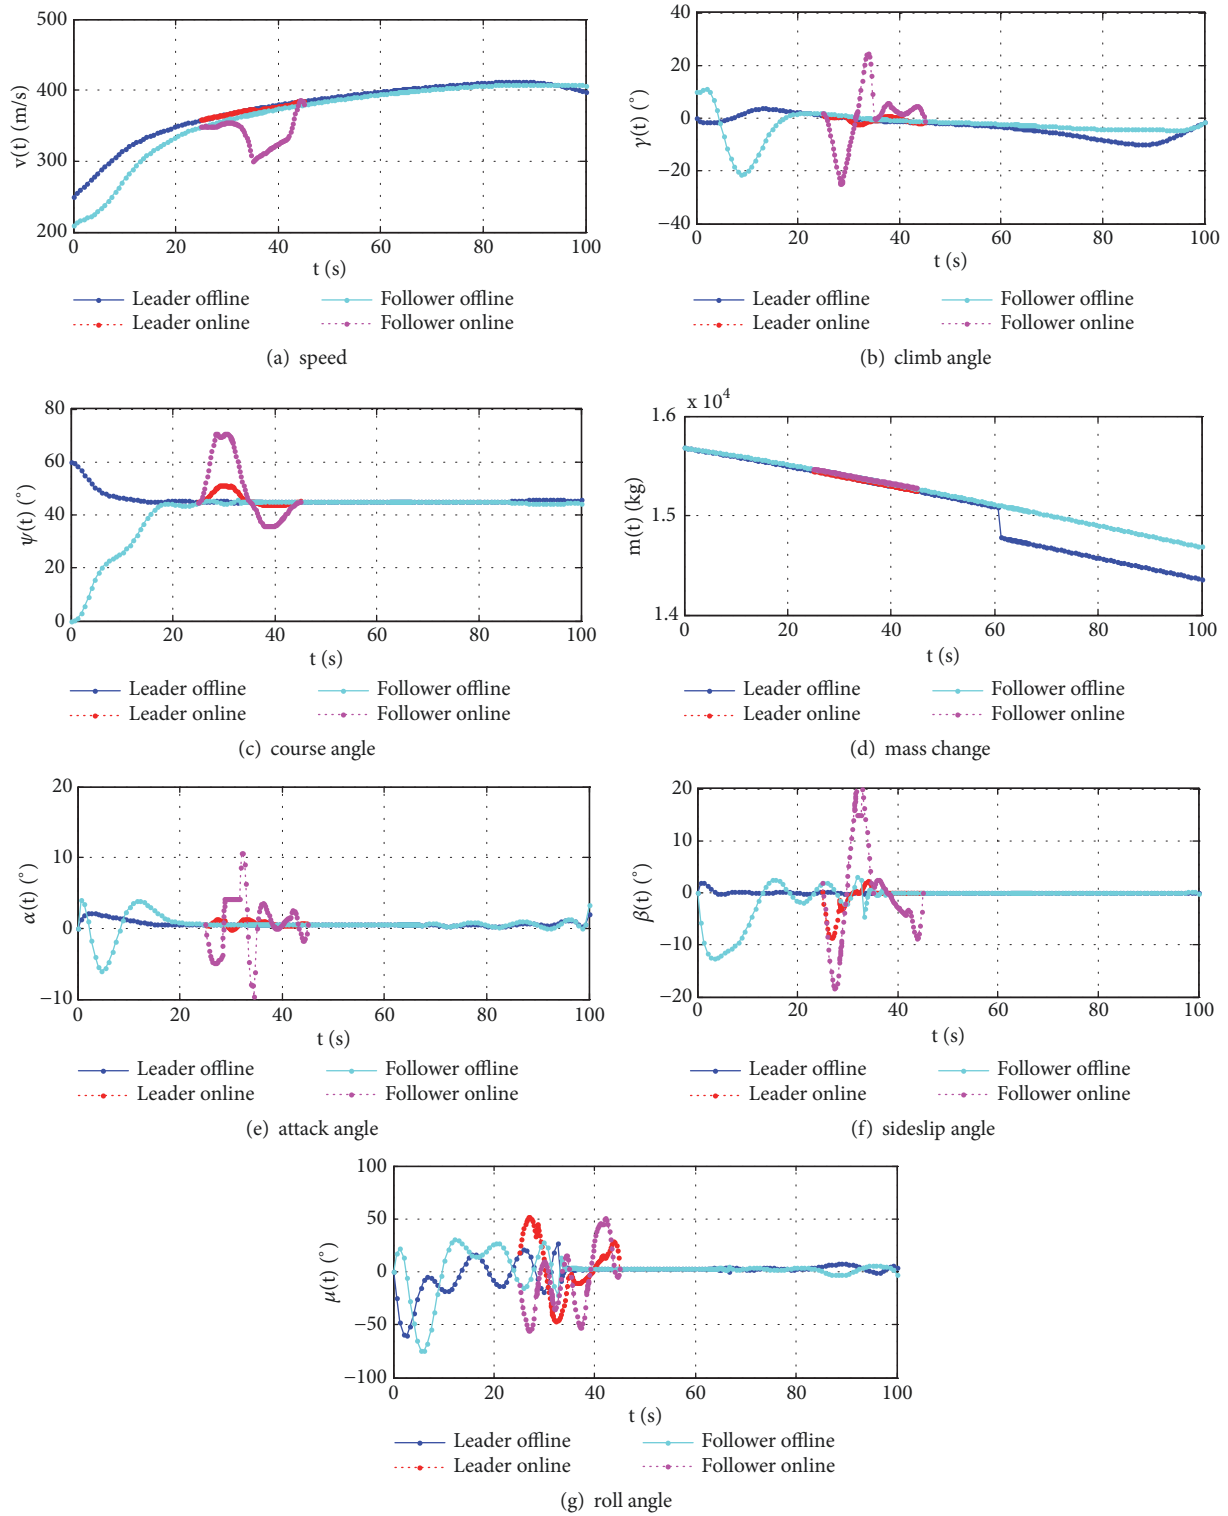 500
400
300
200
v(t) (m/s)
0 20 40 60 80 100
t (s)
Leader offline Follower offline
Leader online Follower online
(a) speed
40
20
0
−20
−40
γ(t) (°)
0 20 40 60 80 100
t (s)
Leader offline Follower offline
Leader online Follower online
(b) climb angle
80
60
40
20
0
ψ(t) (°)
0 20 40 60 80 100
t (s)
Leader offline Follower offline
Leader online Follower online
(c) course angle
x 10⁴
1.6
1.5
1.4
m(t) (kg)
0 20 40 60 80 100
t (s)
Leader offline Follower offline
Leader online Follower online
(d) mass change
20
10
0
−10
α(t) (°)
0 20 40 60 80 100
t (s)
Leader offline Follower offline
Leader online Follower online
(e) attack angle
20
10
0
−10
−20
β(t) (°)
0 20 40 60 80 100
t (s)
Leader offline Follower offline
Leader online Follower online
(f) sideslip angle
100
50
0
−50
−100
μ(t) (°)
0 20 40 60 80 100
t (s)
Leader offline Follower offline
Leader online Follower online
(g) roll angle